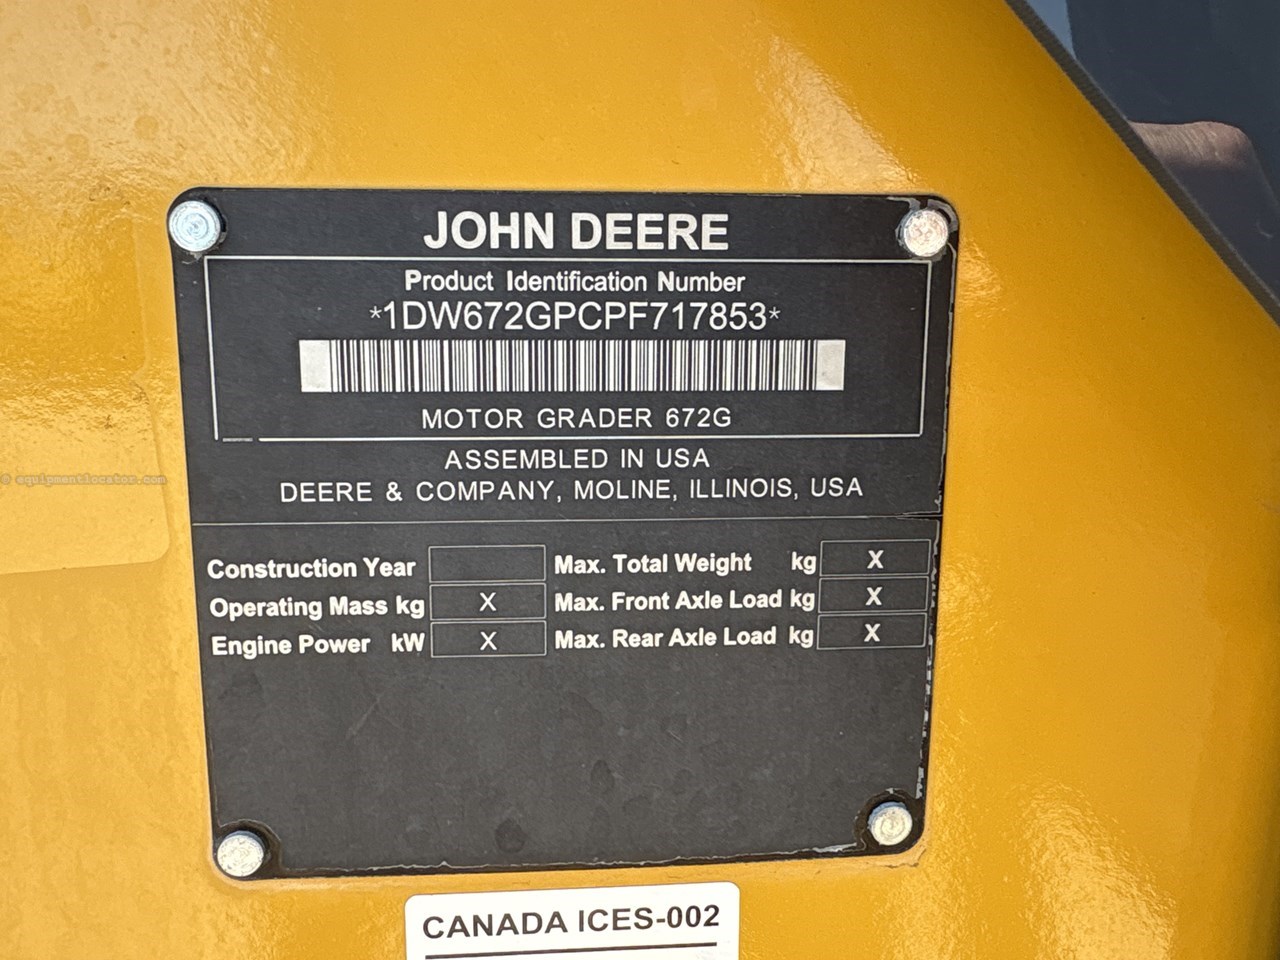 JOHN DEERE
Product Identification Number
*1DW672GPCPF717853*
MOTOR GRADER 672G
ASSEMBLED IN USA
DEERE & COMPANY, MOLINE, ILLINOIS, USA
Construction Year
Max. Total Weight kg X
Operating Mass kg X
Max. Front Axle Load kg X
Engine Power kW X
Max. Rear Axle Load kg X
© equipmentlocator.com
CANADA ICES-002